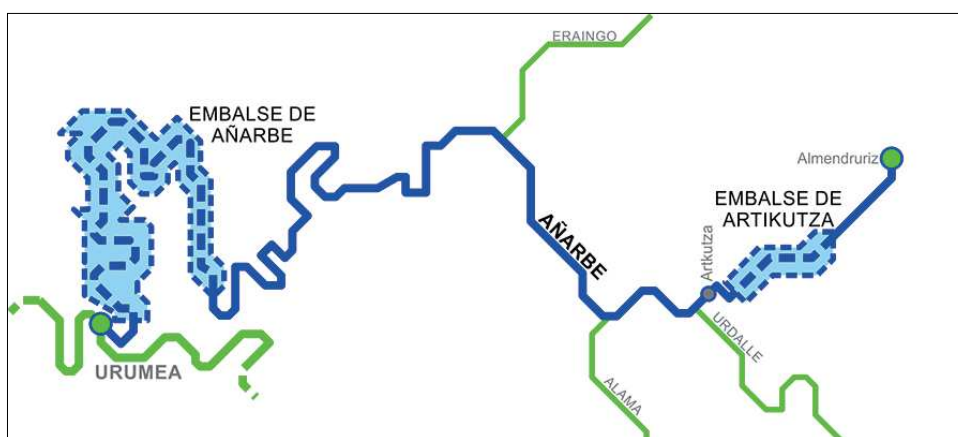 ERAINGO
EMBALSE DE
AÑARBE
Almendruriz
EMBALSE DE
ARTIKUTZA
AÑARBE
Artkutza
URDALLE
URUMEA
ALAMA